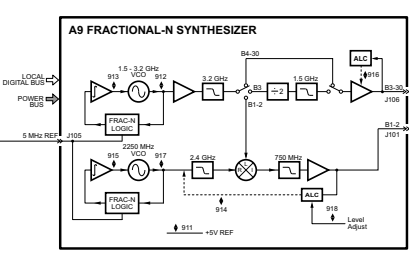 A9 FRACTIONAL-N SYNTHESIZER
LOCAL
DIGITAL BUS
POWER
BUS
5 MHz REF
J105
913
1.5 - 3.2 GHz
VCO
912
FRAC-N
LOGIC
3.2 GHz
B4-30
B3
B1-2
÷ 2
1.5 GHz
ALC
916
B3-30
J106
B1-2
J101
915
2250 MHz
VCO
917
FRAC-N
LOGIC
2.4 GHz
R
L
I
750 MHz
914
ALC
918
Level
Adjust
911
+5V REF